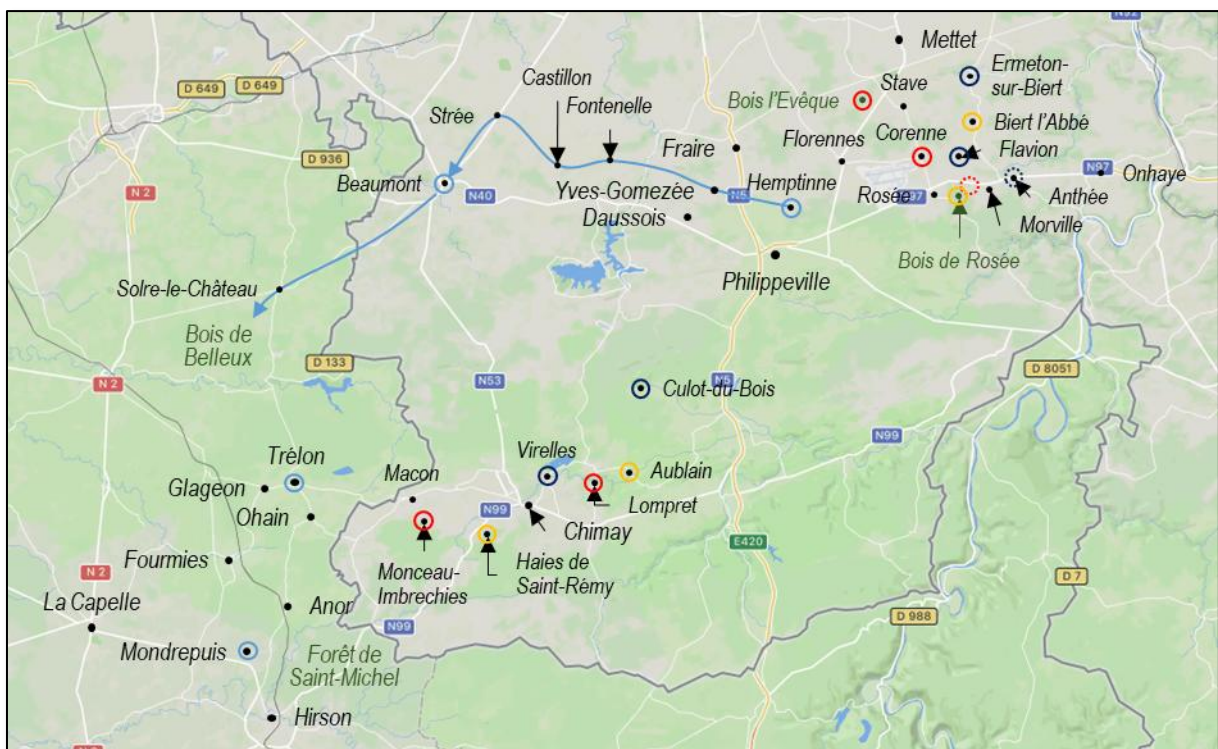 N92
Mettet
D 649
D 649
Castillon
Fontenelle
Bois l'Evêque
Stave
Ermeton-
sur-Biert
Strée
Biert l'Abbé
Florennes
Corenne
Flavion
Fraire
D 936
N 2
Beaumont
N40
Yves-Gomezée
N5
Hemptinne
Rosée
N97
N97
Onhaye
Anthée
Daussois
Morville
Bois de Rosée
Philippeville
Solre-le-Château
Bois de
Belleux
D 133
N 2
N53
N5
D 8051
Culot-du-Bois
N99
Trélon
Virelles
Aublain
Glageon
Macon
Lompret
Ohain
N99
Chimay
E420
Fourmies
Monceau-
Imbrechies
Haies de
Saint-Rémy
N 2
D 7
La Capelle
Anor
N99
D 988
Mondrepuis
Forêt de
Saint-Michel
Hirson